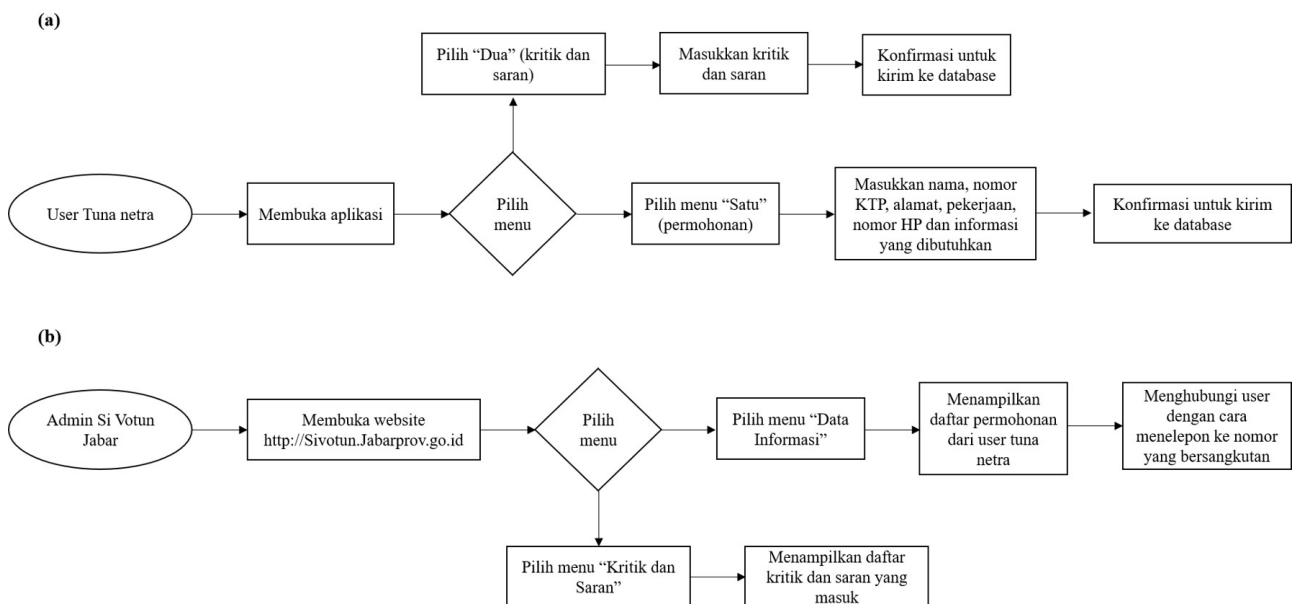 (a)
Pilih “Dua” (kritik dan
saran)
Masukkan kritik
dan saran
Konfirmasi untuk
kirim ke database
User Tuna netra
Membuka aplikasi
Pilih
menu
Pilih menu “Satu”
(permohonan)
Masukkan nama, nomor
KTP, alamat, pekerjaan,
nomor HP dan informasi
yang dibutuhkan
Konfirmasi untuk kirim
ke database
(b)
Admin Si Votun
Jabar
Membuka website
http://Sivotun.Jabarprov.go.id
Pilih
menu
Pilih menu “Data
Informasi”
Menampilkan
daftar permohonan
dari user tuna
netra
Menghubungi user
dengan cara
menelepon ke nomor
yang bersangkutan
Pilih menu “Kritik dan
Saran”
Menampilkan daftar
kritik dan saran yang
masuk